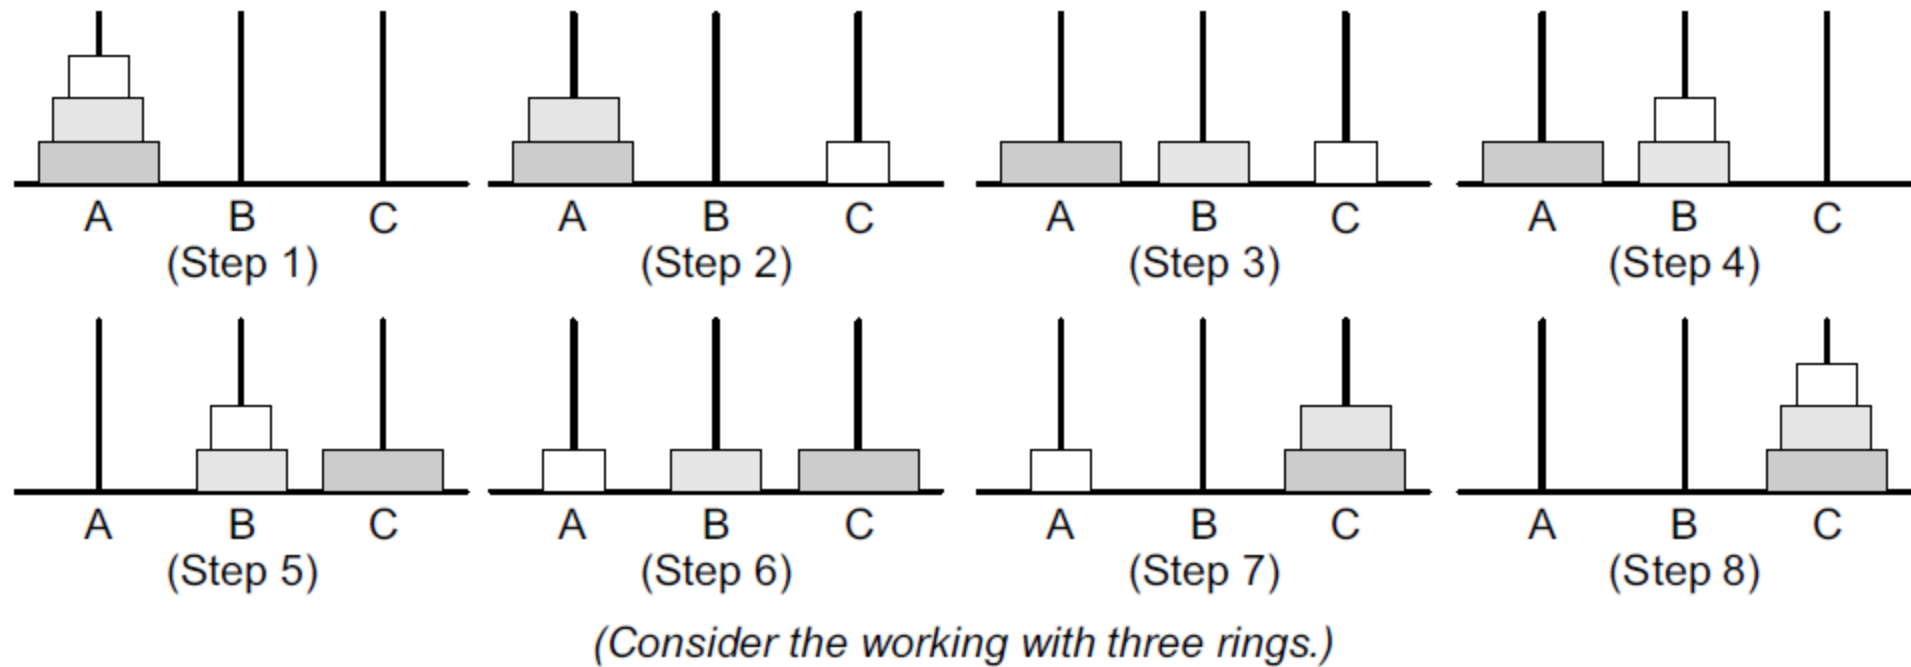 A B C A B C A B C A B C
(Step 1) (Step 2) (Step 3) (Step 4)
A B C A B C A B C A B C
(Step 5) (Step 6) (Step 7) (Step 8)
(Consider the working with three rings.)